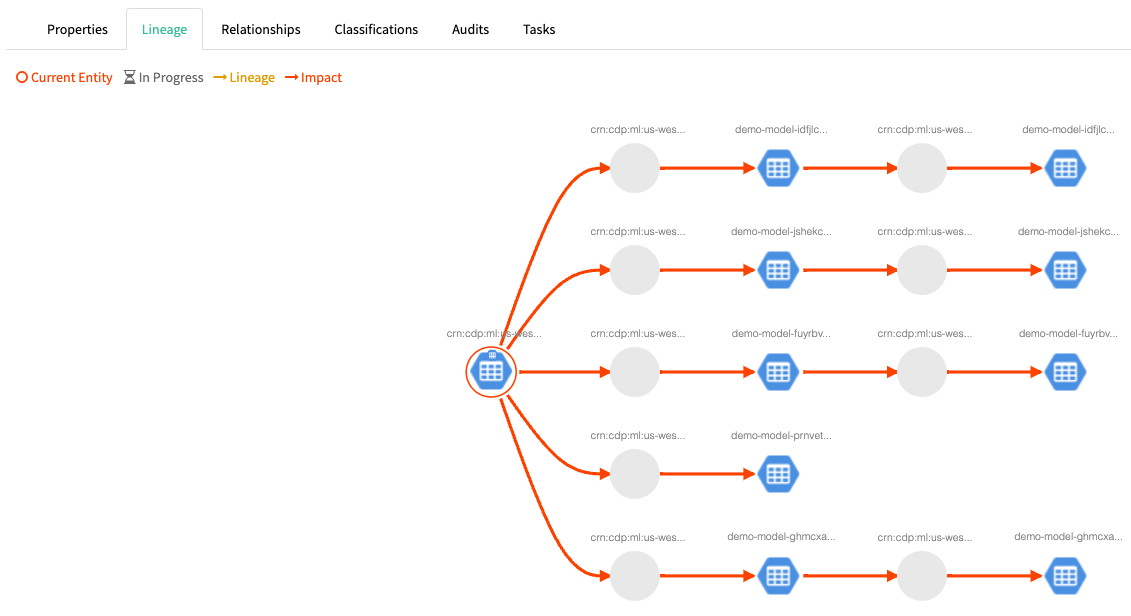 Properties Lineage Relationships Classifications Audits Tasks
Current Entity In Progress Lineage Impact
crn:cdp:ml:us-wes... demo-model-idfjlc... crn:cdp:ml:us-wes... demo-model-idfjlc...
crn:cdp:ml:us-wes... demo-model-jshekc... crn:cdp:ml:us-wes... demo-model-jshekc...
crn:cdp:ml:us-wes... crn:cdp:ml:us-wes... demo-model-fuyrbv... crn:cdp:ml:us-wes... demo-model-fuyrbv...
crn:cdp:ml:us-wes... demo-model-prnvet...
crn:cdp:ml:us-wes... demo-model-ghmcxa... crn:cdp:ml:us-wes... demo-model-ghmcxa...